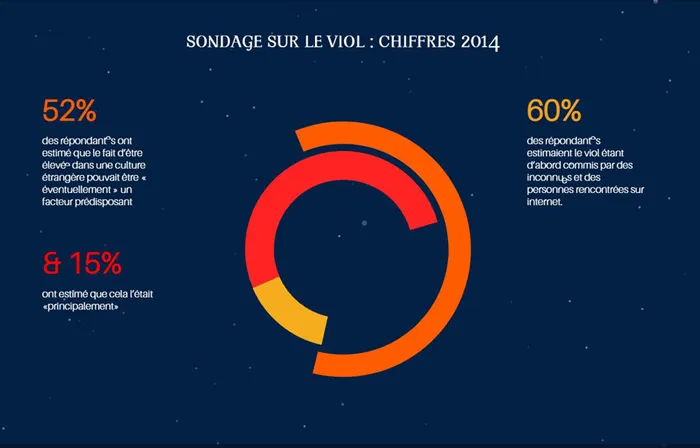 SONDAGE SUR LE VIOL : CHIFFRES 2014
52%
des répondant°s ont
estimé que le fait d'être
élevé° dans une culture
étrangère pouvait être «
éventuellement » un
facteur prédisposant
& 15%
ont estimé que cela l'était
«principalement»
60%
des répondant°s
estimaient le viol étant
d'abord commis par des
inconnus et des
personnes rencontrées sur
internet.